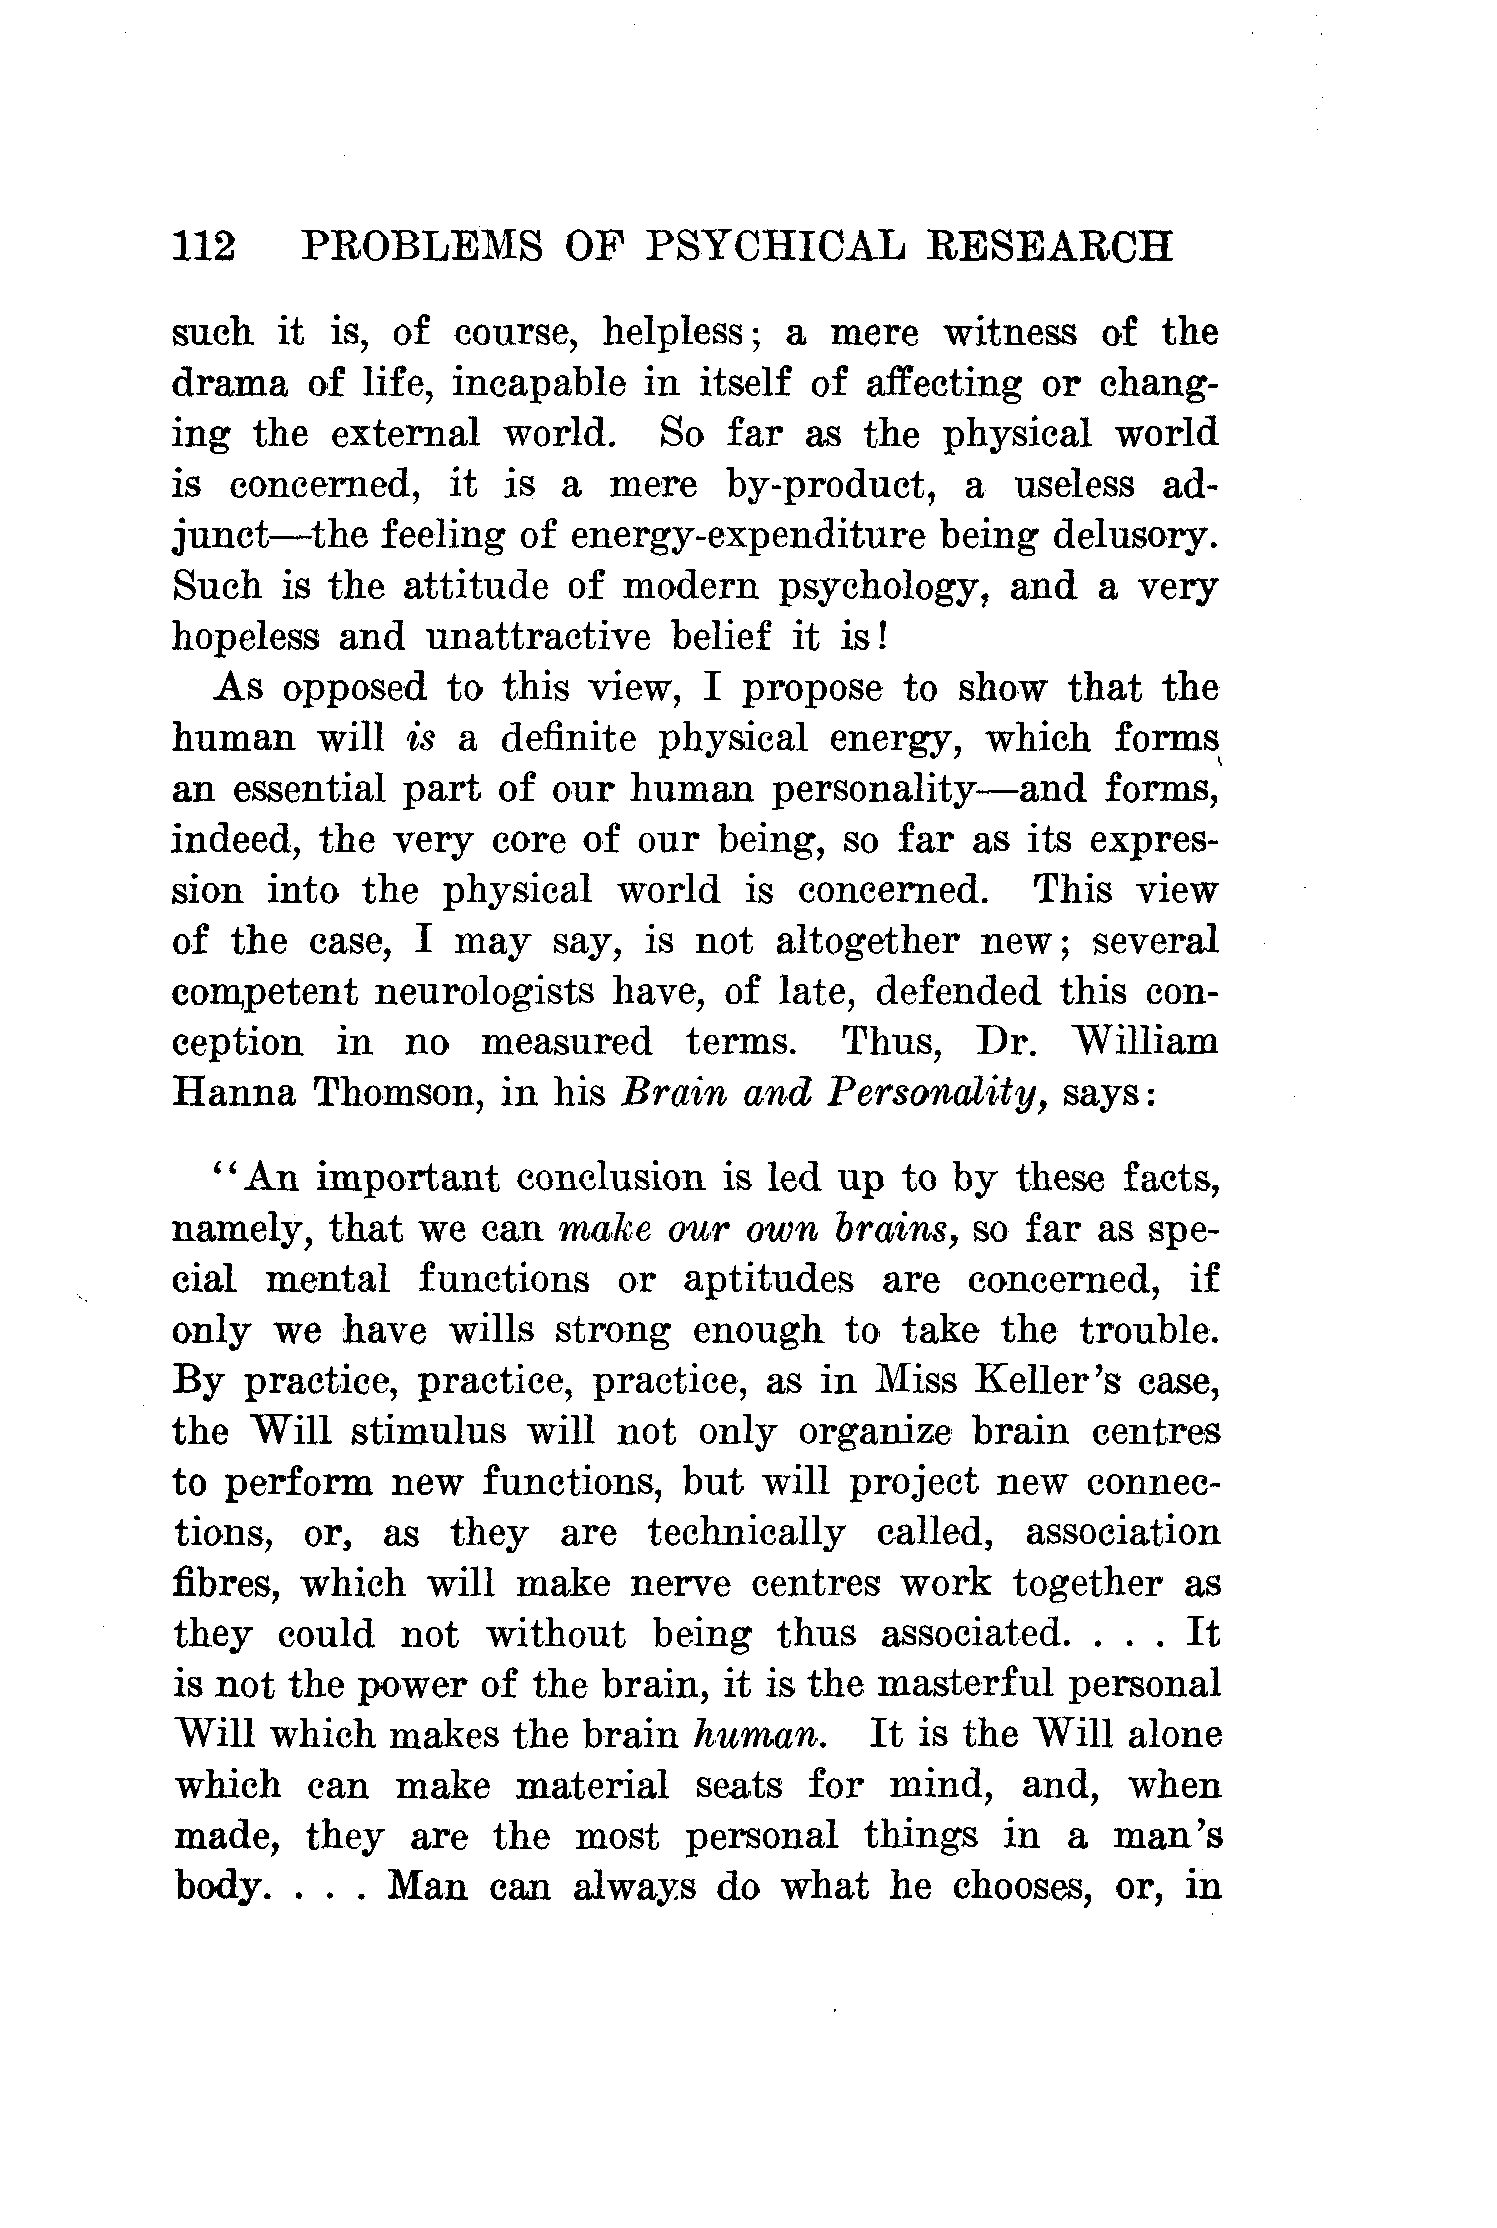 112 PROBLEMS OF PSYCHICAL RESEARCH
such it is, of course, helpless; a mere witness of the
drama of life, incapable in itself of affecting or chang-
ing the external world. So far as the physical world
is concerned, it is a mere by-product, a useless ad-
junct—the feeling of energy-expenditure being delusory.
Such is the attitude of modern psychology, and a very
hopeless and unattractive belief it is!
As opposed to this view, I propose to show that the
human will is a definite physical energy, which forms
an essential part of our human personality—and forms,
indeed, the very core of our being, so far as its expres-
sion into the physical world is concerned. This view
of the case, I may say, is not altogether new; several
competent neurologists have, of late, defended this con-
ception in no measured terms. Thus, Dr. William
Hanna Thomson, in his Brain and Personality, says:
“An important conclusion is led up to by these facts,
namely, that we can make our own brains, so far as spe-
cial mental functions or aptitudes are concerned, if
only we have wills strong enough to take the trouble.
By practice, practice, practice, as in Miss Keller’s case,
the Will stimulus will not only organize brain centres
to perform new functions, but will project new connec-
tions, or, as they are technically called, association
fibres, which will make nerve centres work together as
they could not without being thus associated. . . . It
is not the power of the brain, it is the masterful personal
Will which makes the brain human. It is the Will alone
which can make material seats for mind, and, when
made, they are the most personal things in a man’s
body. . . . Man can always do what he chooses, or, in